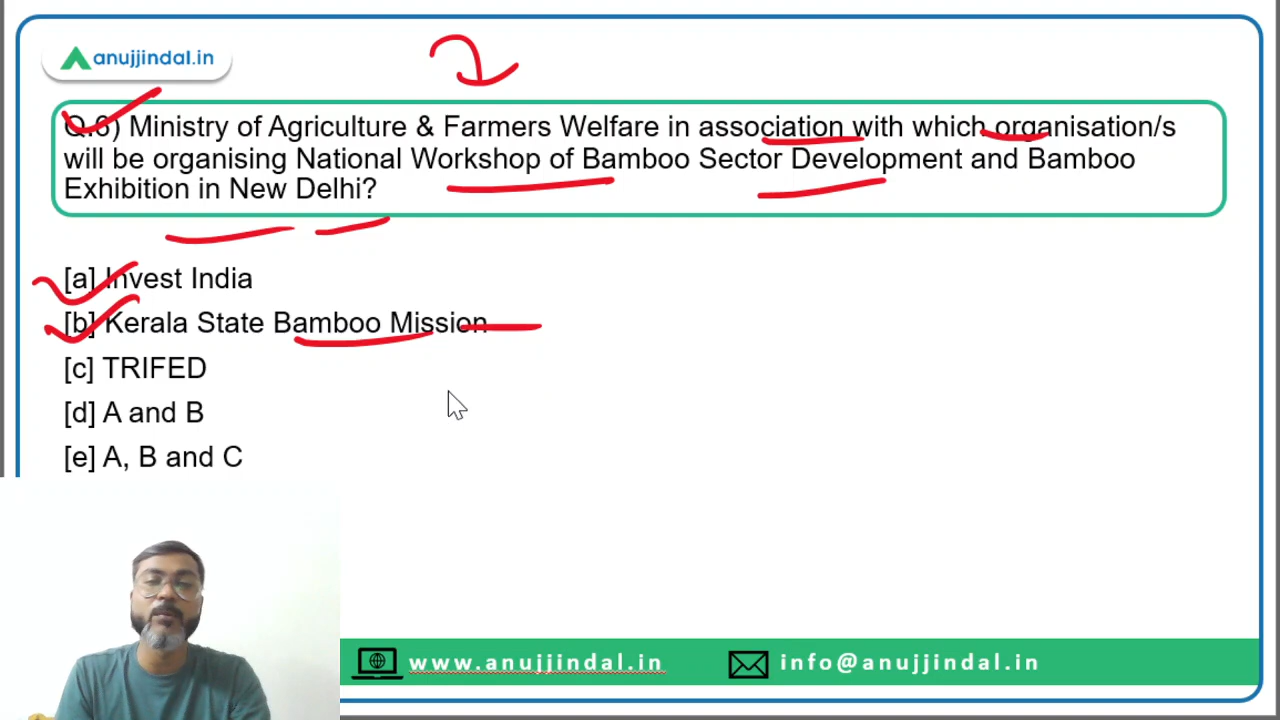 anujjindal.in
Q.6) Ministry of Agriculture & Farmers Welfare in association with which organisation/s
will be organising National Workshop of Bamboo Sector Development and Bamboo
Exhibition in New Delhi?
[a] Invest India
[b] Kerala State Bamboo Mission
[c] TRIFED
[d] A and B
[e] A, B and C
www.anujjindal.in
info@anujjindal.in